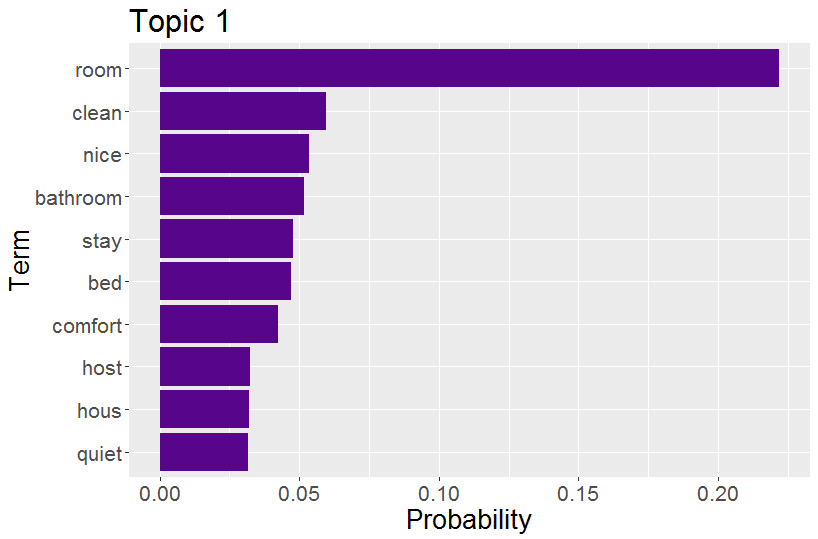 Topic 1
room
clean
nice
bathroom
stay
bed
comfort
host
hous
quiet
Term
0.00 0.05 0.10 0.15 0.20
Probability